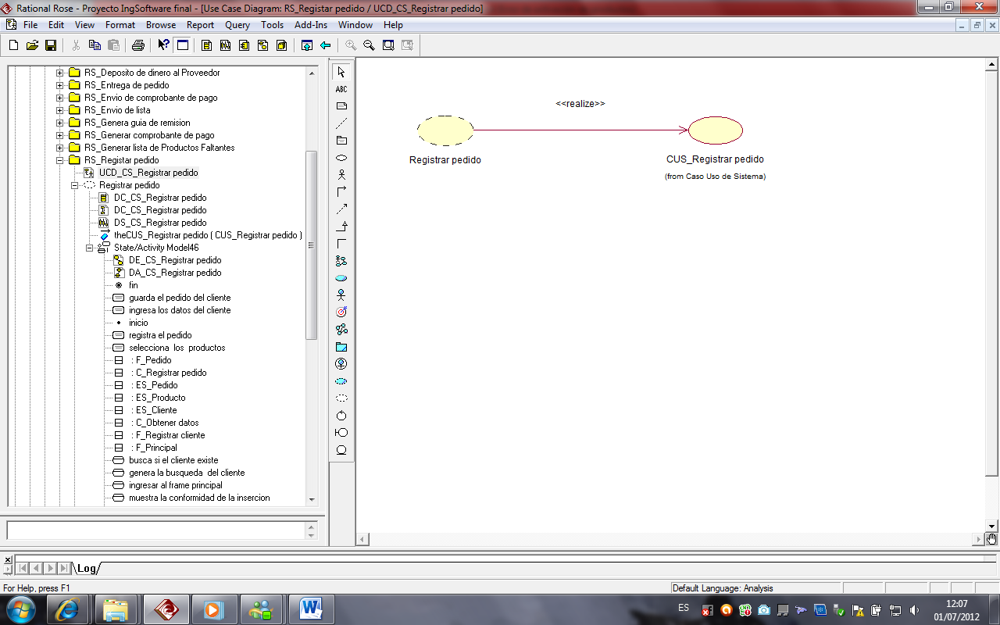 Rational Rose - Proyecto IngSoftware final - [Use Case Diagram: RS_Registar pedido / UCD_CS_Registrar pedido]
File Edit View Format Browse Report Query Tools Add-Ins Window Help
RS_Deposito de dinero al Proveedor
RS_Entrega de pedido
RS_Envio de comprobante de pago
RS_Envio de lista
RS_Genera guia de remision
RS_Generar comprobante de pago
RS_Generar lista de Productos Faltantes
RS_Registar pedido
UCD_CS_Registrar pedido
Registrar pedido
DC_CS_Registrar pedido
DC_CS_Registrar pedido
DS_CS_Registrar pedido
theCUS_Registrar pedido ( CUS_Registrar pedido )
State/Activity Model46
DE_CS_Registrar pedido
DA_CS_Registrar pedido
fin
guarda el pedido del cliente
ingresa los datos del cliente
inicio
registra el pedido
selecciona los productos
: F_Pedido
: C_Registrar pedido
: ES_Pedido
: ES_Producto
: ES_Cliente
: C_Obtener datos
: F_Registrar cliente
: F_Principal
busca si el cliente existe
genera la busqueda del cliente
ingresar al frame principal
muestra la conformidad de la insercion
ABC
<<realize>>
Registrar pedido
CUS_Registrar pedido
(from Caso Uso de Sistema)
Log
For Help, press F1
Default Language: Analysis
ES
12:07
01/07/2012